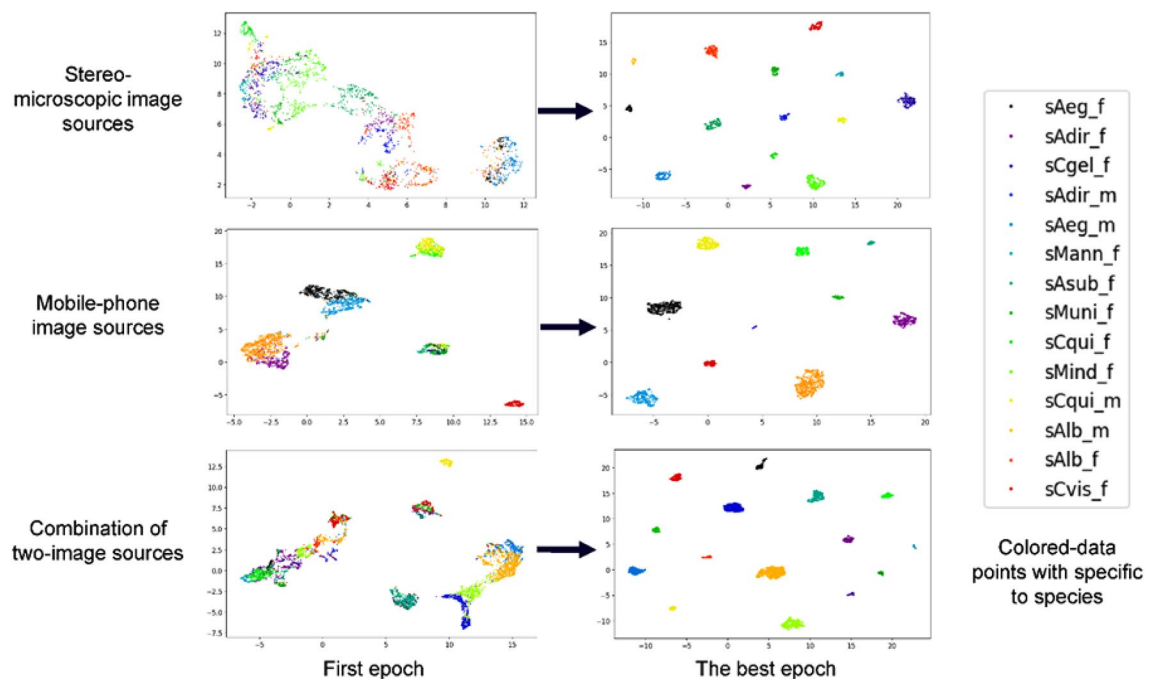 Stereo-
microscopic image
sources
12
10
8
6
4
2
−2 0 2 4 6 8 10 12
15
10
5
0
−5
−10 −5 0 5 10 15 20
Mobile-phone
image sources
20
15
10
5
0
−5
−5.0 −2.5 0.0 2.5 5.0 7.5 10.0 12.5 15.0
20
15
10
5
0
−5
−5 0 5 10 15 20
Combination of
two-image sources
12.5
10.0
7.5
5.0
2.5
0.0
−2.5
−5.0
−7.5
−5 0 5 10 15
20
15
10
5
0
−5
−10
−10 −5 0 5 10 15 20
First epoch
The best epoch
sAeg_f
sAdir_f
sCgel_f
sAdir_m
sAeg_m
sMann_f
sAsub_f
sMuni_f
sCqui_f
sMind_f
sCqui_m
sAlb_m
sAlb_f
sCvis_f
Colored-data
points with specific
to species